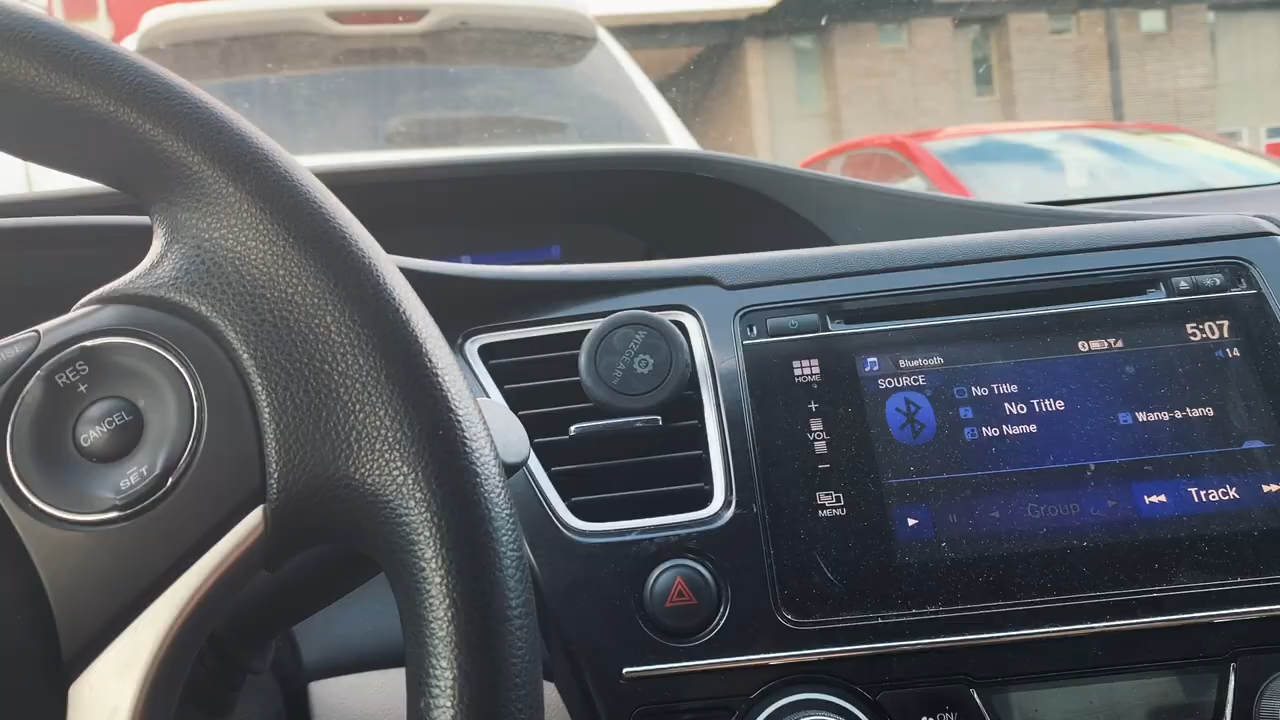 RES
+
CANCEL
−
SET
WIZGEAR
HOME
+
VOL
−
MENU
Bluetooth
5:07
14
SOURCE
No Title
No Title
No Name
Wang-a-tang
Group
Track
ON/